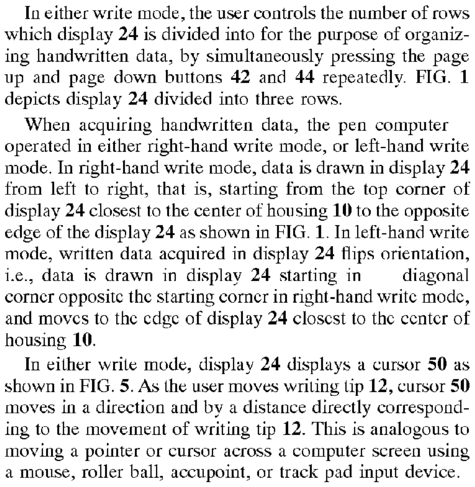 In either write mode, the user controls the number of rows
which display 24 is divided into for the purpose of organiz-
ing handwritten data, by simultaneously pressing the page
up and page down buttons 42 and 44 repeatedly. FIG. 1
depicts display 24 divided into three rows.
When acquiring handwritten data, the pen computer
operated in either right-hand write mode, or left-hand write
mode. In right-hand write mode, data is drawn in display 24
from left to right, that is, starting from the top corner of
display 24 closest to the center of housing 10 to the opposite
edge of the display 24 as shown in FIG. 1. In left-hand write
mode, written data acquired in display 24 flips orientation,
i.e., data is drawn in display 24 starting in diagonal
corner opposite the starting corner in right-hand write mode,
and moves to the edge of display 24 closest to the center of
housing 10.
In either write mode, display 24 displays a cursor 50 as
shown in FIG. 5. As the user moves writing tip 12, cursor 50
moves in a direction and by a distance directly correspond-
ing to the movement of writing tip 12. This is analogous to
moving a pointer or cursor across a computer screen using
a mouse, roller ball, accupoint, or track pad input device.